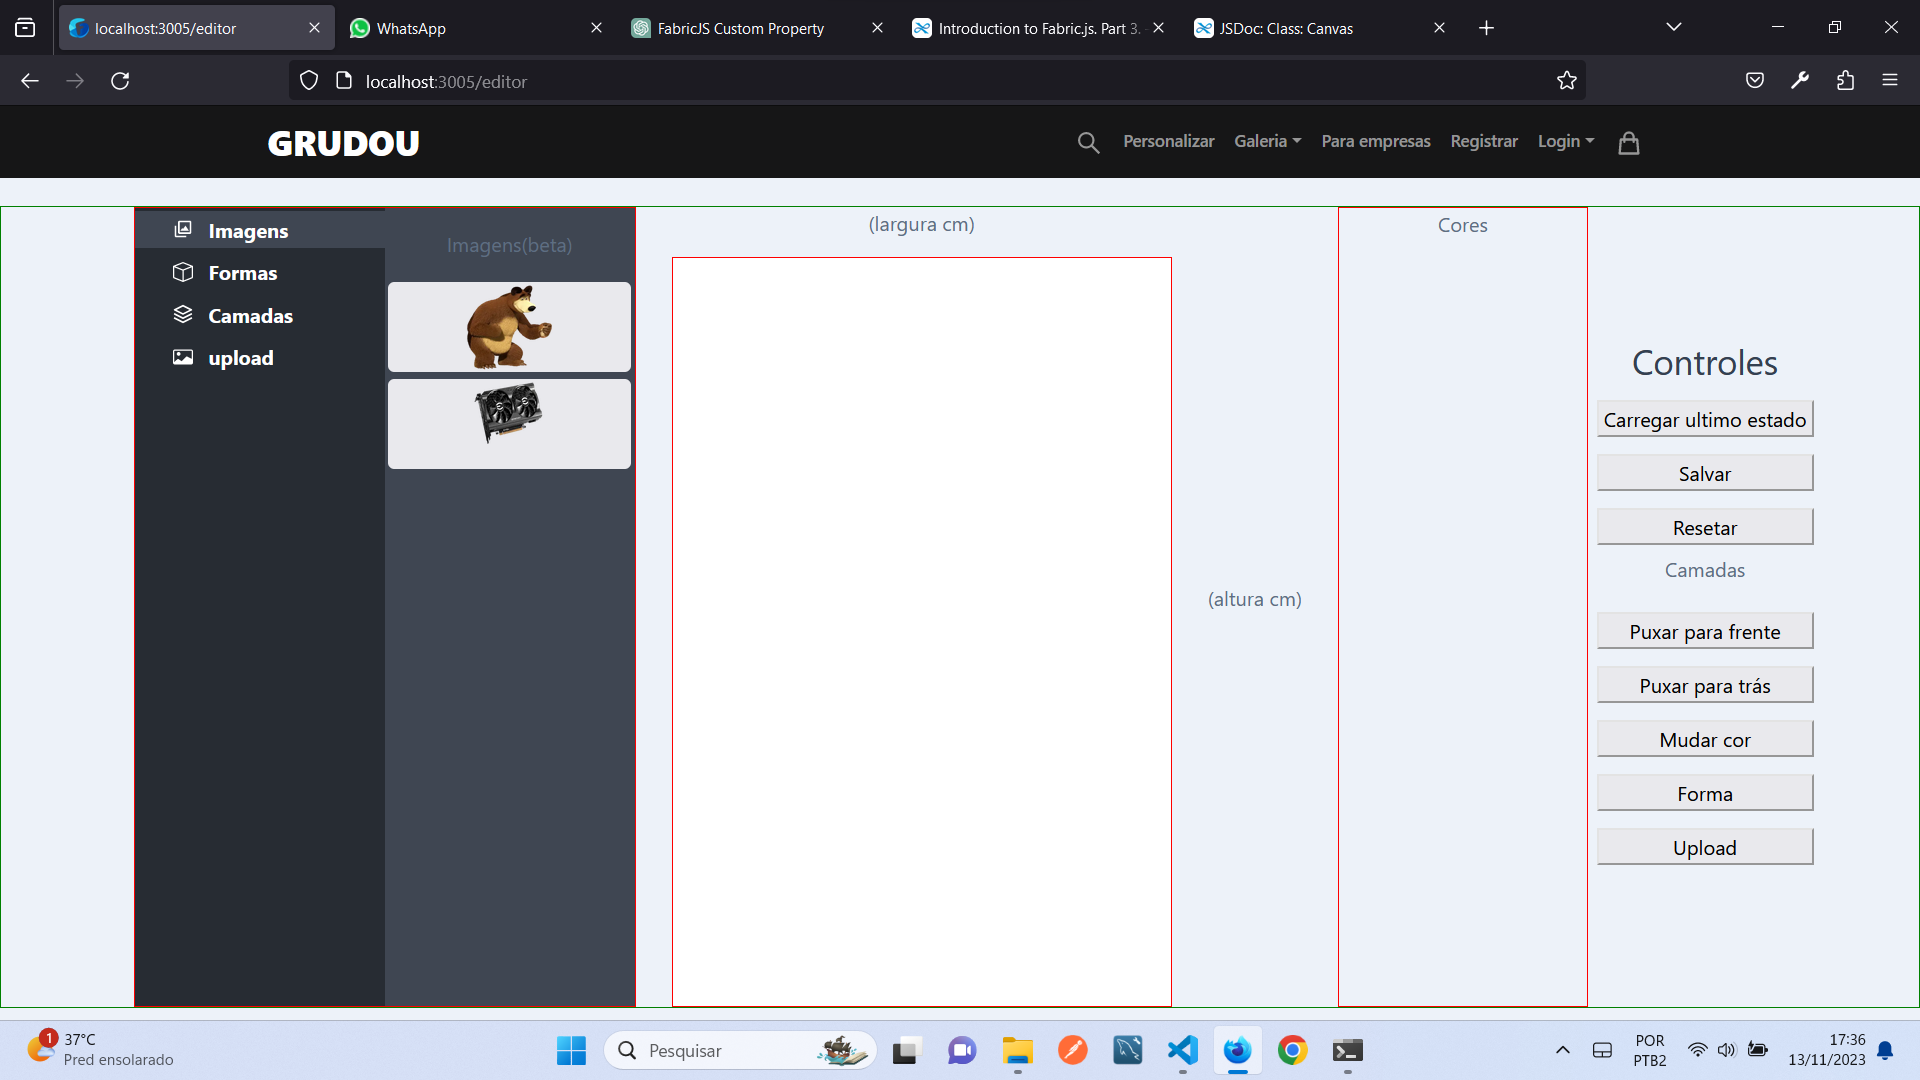 localhost:3005/editor
WhatsApp
FabricJS Custom Property
Introduction to Fabric.js. Part 3. -
JSDoc: Class: Canvas
localhost:3005/editor
GRUDOU
Personalizar
Galeria
Para empresas
Registrar
Login
Imagens
Formas
Camadas
upload
Imagens(beta)
(largura cm)
(altura cm)
Cores
Controles
Carregar ultimo estado
Salvar
Resetar
Camadas
Puxar para frente
Puxar para trás
Mudar cor
Forma
Upload
1
37°C
Pred ensolarado
Pesquisar
POR
PTB2
17:36
13/11/2023